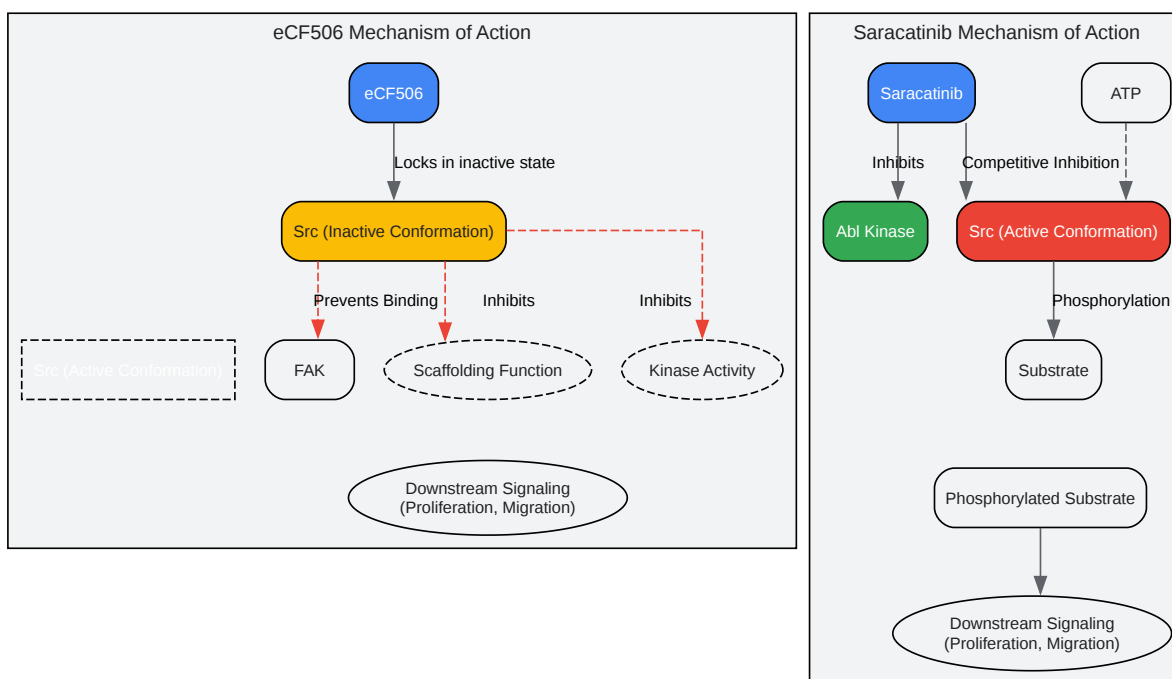 eCF506 Mechanism of Action
eCF506
Locks in inactive state
Src (Inactive Conformation)
Prevents Binding
Inhibits
Inhibits
Src (Active Conformation)
FAK
Scaffolding Function
Kinase Activity
Downstream Signaling
(Proliferation, Migration)
Saracatinib Mechanism of Action
Saracatinib
ATP
Inhibits
Competitive Inhibition
Abl Kinase
Src (Active Conformation)
Phosphorylation
Substrate
Phosphorylated Substrate
Downstream Signaling
(Proliferation, Migration)